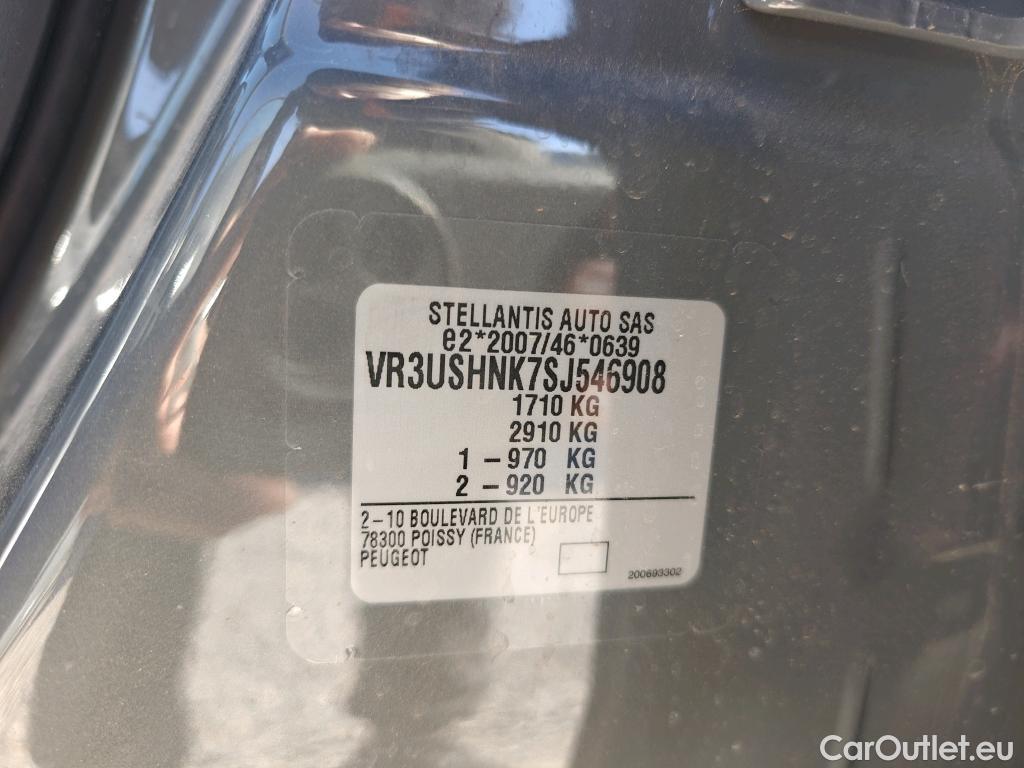 STELLANTIS AUTO SAS
e2*2007/46*0639
VR3USHNK7SJ546908
1710 KG
2910 KG
1 – 970 KG
2 – 920 KG
2–10 BOULEVARD DE L'EUROPE
78300 POISSY (FRANCE)
PEUGEOT
200693302
CarOutlet.eu